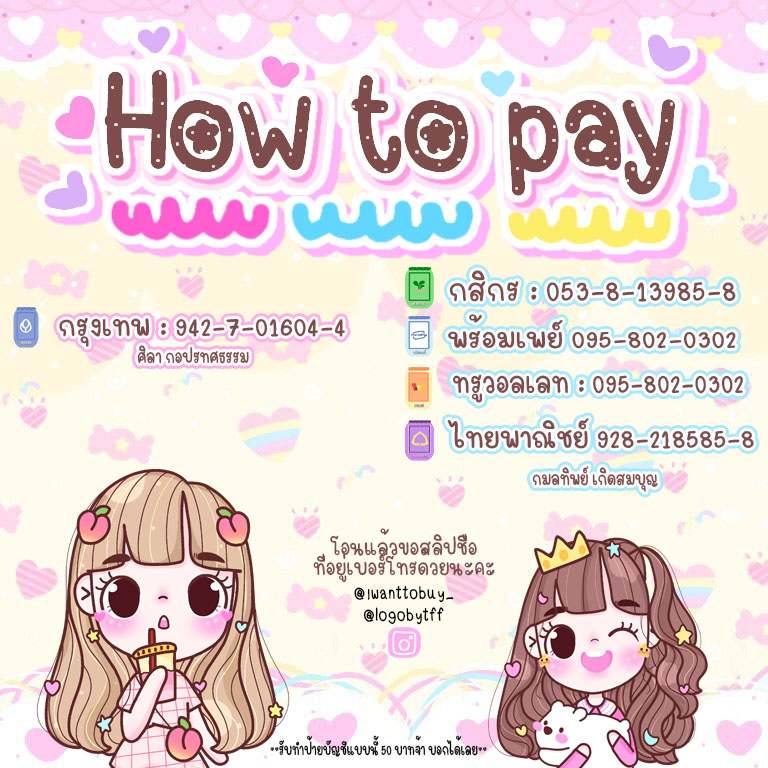 How to pay
กรุงเทพ : 942-7-01604-4
ศิลา กอปรทศธรรม
กสิกร : 053-8-13985-8
พร้อมเพย์ 095-802-0302
ทรูวอลเลท : 095-802-0302
ไทยพาณิชย์ 928-218585-8
กมลทิพย์ เกิดสมบุญ
โอนแล้วขอสลิปชื่อ
ที่อยู่เบอร์โทรด้วยนะคะ
@iwanttobuy_
@logobytff
**รับทำป้ายบัญชีแบบนี้ 50 บาทจ้า บอกได้เลย**